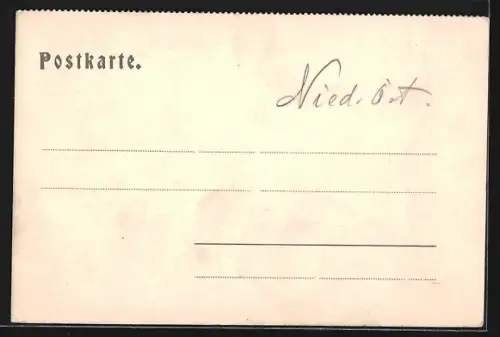 Postkarte.
Nied. Öst.